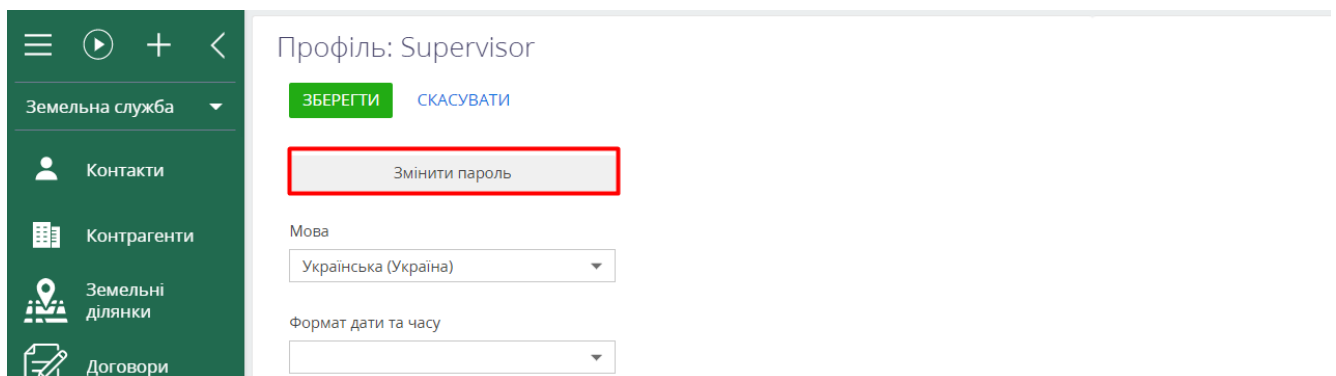 Профіль: Supervisor
ЗБЕРЕГТИ СКАСУВАТИ
Земельна служба
Змінити пароль
Контакти
Контрагенти
Земельні
ділянки
Договори
Мова
Українська (Україна)
Формат дати та часу